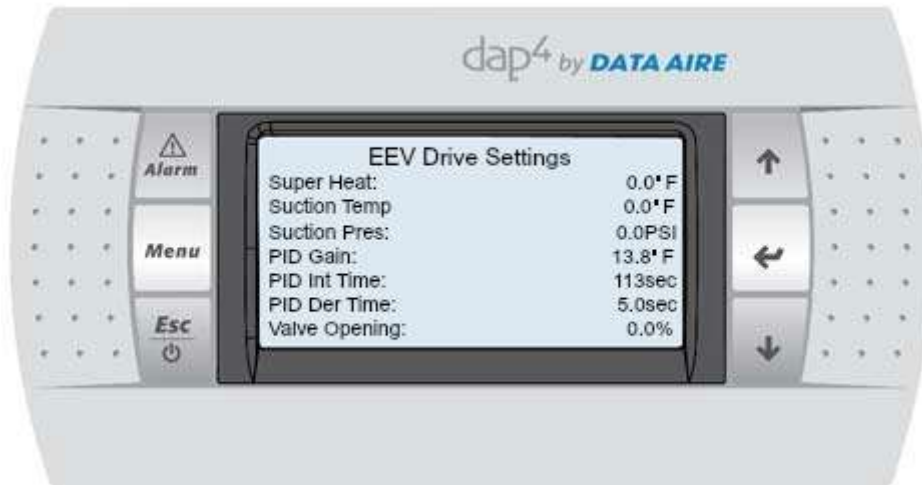 dap4 by DATA AIRE
Alarm
Menu
Esc
EEV Drive Settings
Super Heat: 0.0°F
Suction Temp 0.0°F
Suction Pres: 0.0PSI
PID Gain: 13.8°F
PID Int Time: 113sec
PID Der Time: 5.0sec
Valve Opening: 0.0%